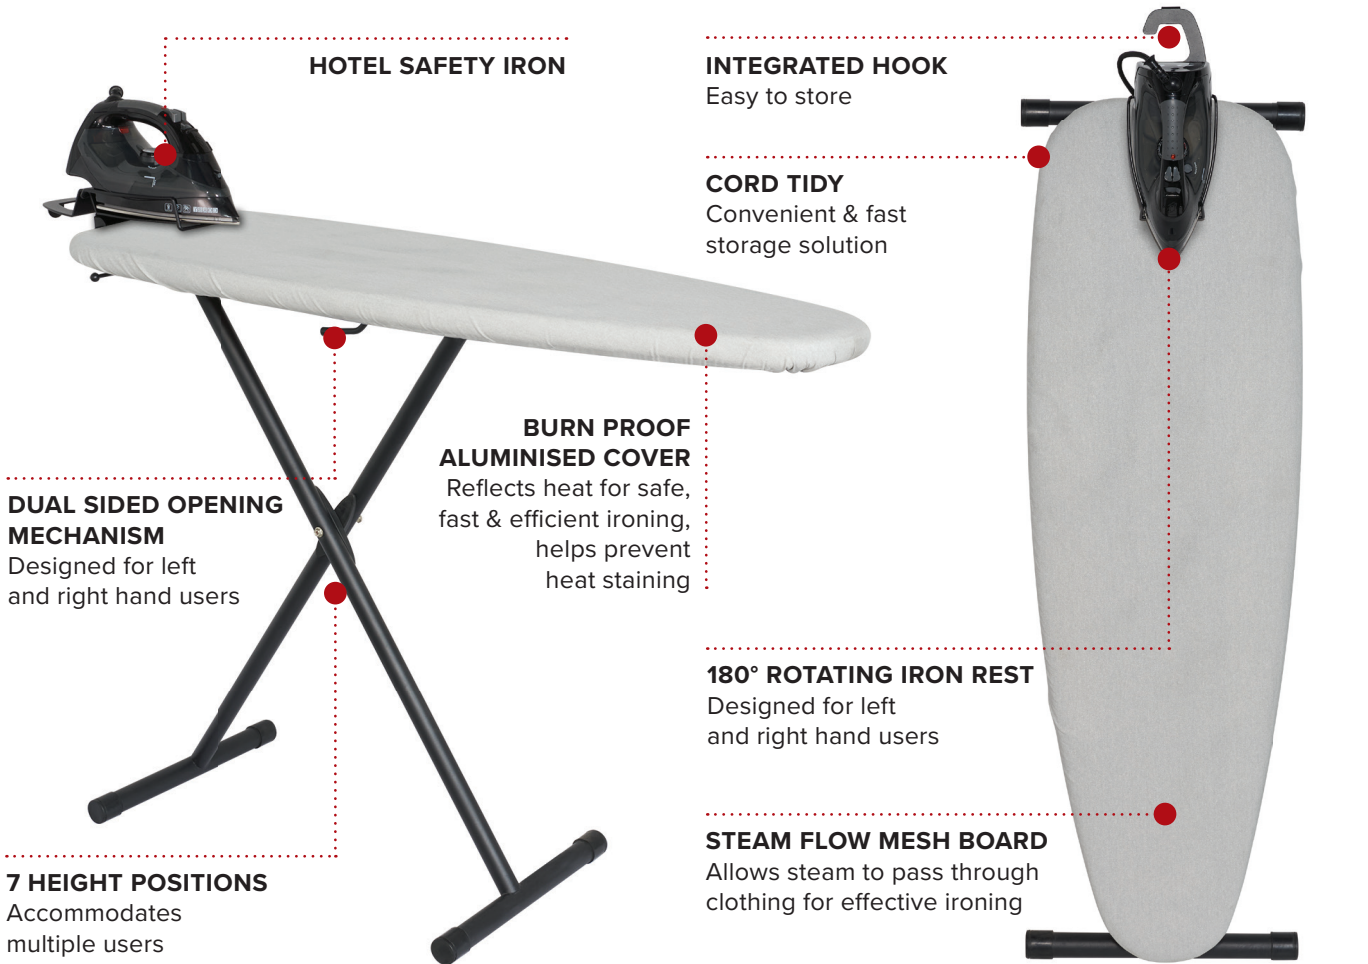 HOTEL SAFETY IRON
INTEGRATED HOOK
Easy to store
CORD TIDY
Convenient & fast
storage solution
BURN PROOF
ALUMINISED COVER
Reflects heat for safe,
fast & efficient ironing,
helps prevent
heat staining
DUAL SIDED OPENING
MECHANISM
Designed for left
and right hand users
180° ROTATING IRON REST
Designed for left
and right hand users
STEAM FLOW MESH BOARD
Allows steam to pass through
clothing for effective ironing
7 HEIGHT POSITIONS
Accommodates
multiple users